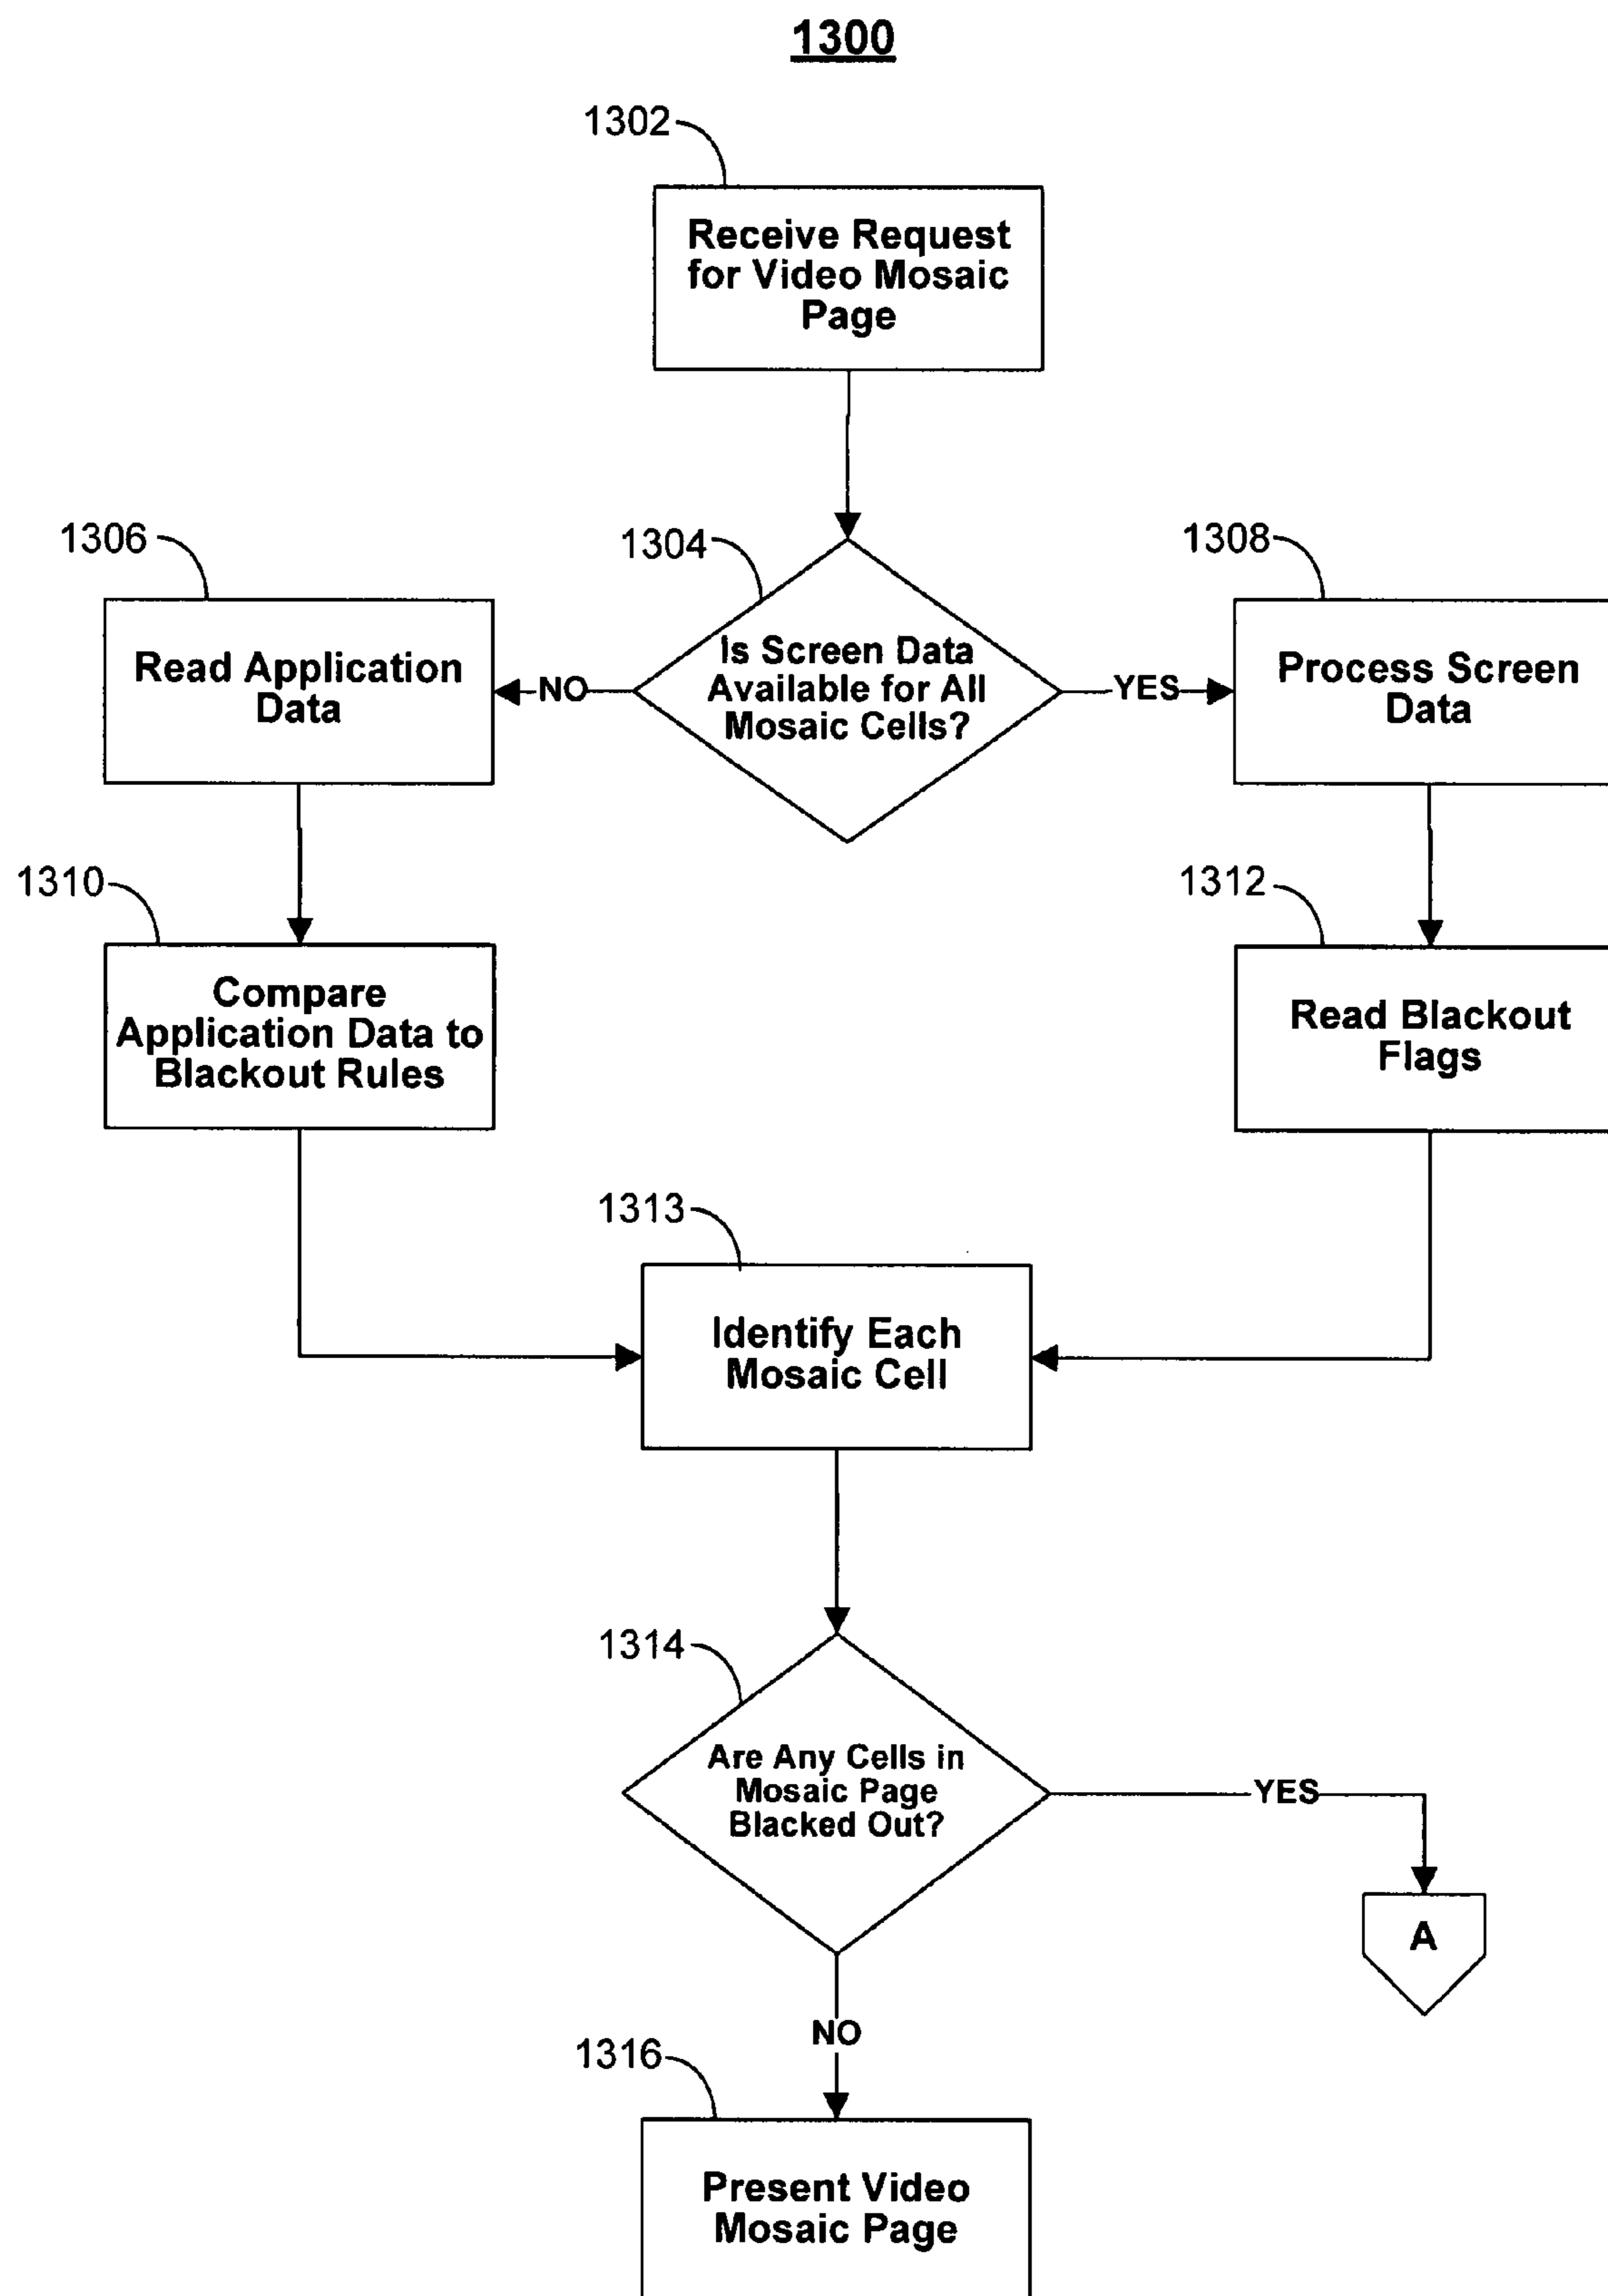 1300
1302
Receive Request
for Video Mosaic
Page
1304
Is Screen Data
Available for All
Mosaic Cells?
NO
YES
1306
Read Application
Data
1308
Process Screen
Data
1310
Compare
Application Data to
Blackout Rules
1312
Read Blackout
Flags
1313
Identify Each
Mosaic Cell
1314
Are Any Cells in
Mosaic Page
Blacked Out?
YES
A
NO
1316
Present Video
Mosaic Page